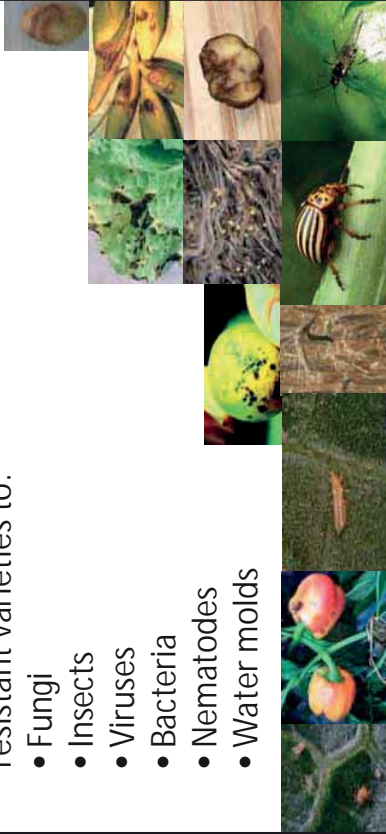 resistant varieties to:
• Fungi
• Insects
• Viruses
• Bacteria
• Nematodes
• Water molds